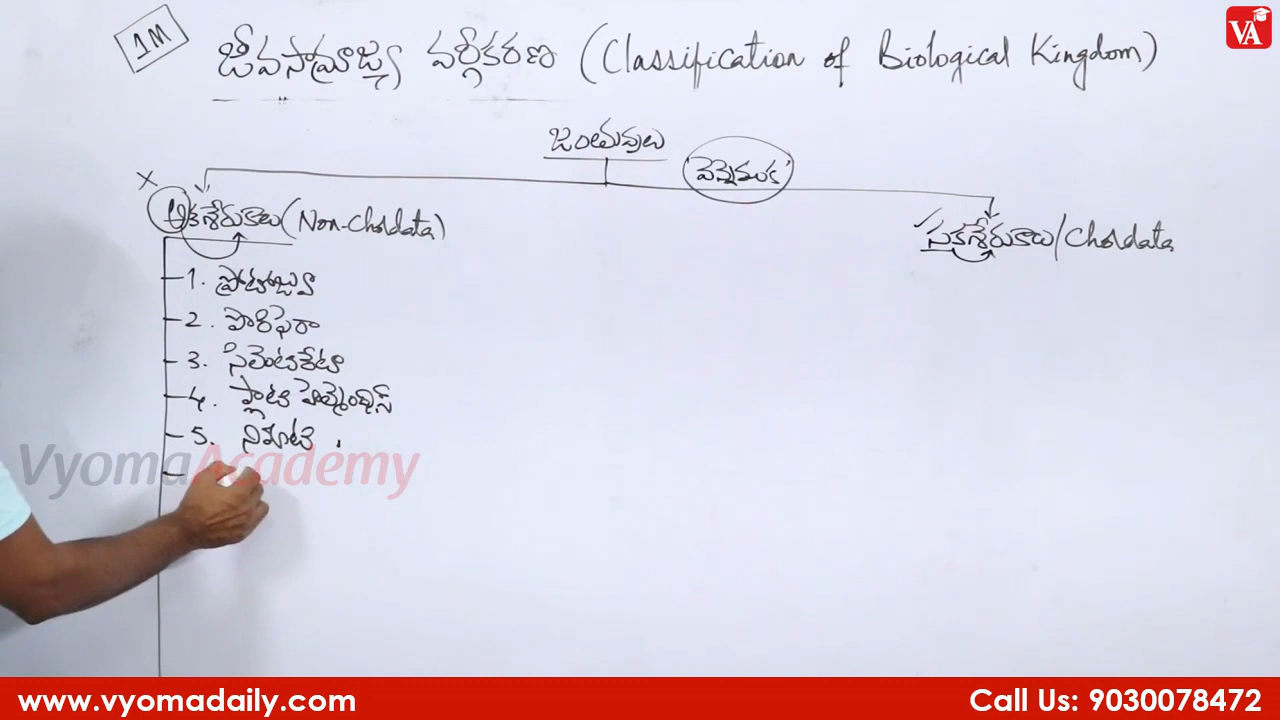 VA
1M
జీవసామ్రాజ్య వర్గీకరణ (Classification of Biological Kingdom)
జంతువులు
'వెన్నెముక'
x
అకశేరుకాలు (Non-Chordata)
సకశేరుకాలు/Chordata
1. ప్రోటోజువా
2. పొరిఫెరా
3. సిలెంటరేటా
4. ప్లాటి హెల్మెంథిస్
5. నిమాటి
VyomaAcademy
www.vyomadaily.com
Call Us: 9030078472